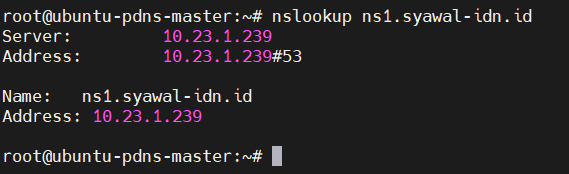 root@ubuntu-pdns-master:~# nslookup ns1.syawal-idn.id
Server:         10.23.1.239
Address:        10.23.1.239#53

Name:   ns1.syawal-idn.id
Address: 10.23.1.239

root@ubuntu-pdns-master:~#